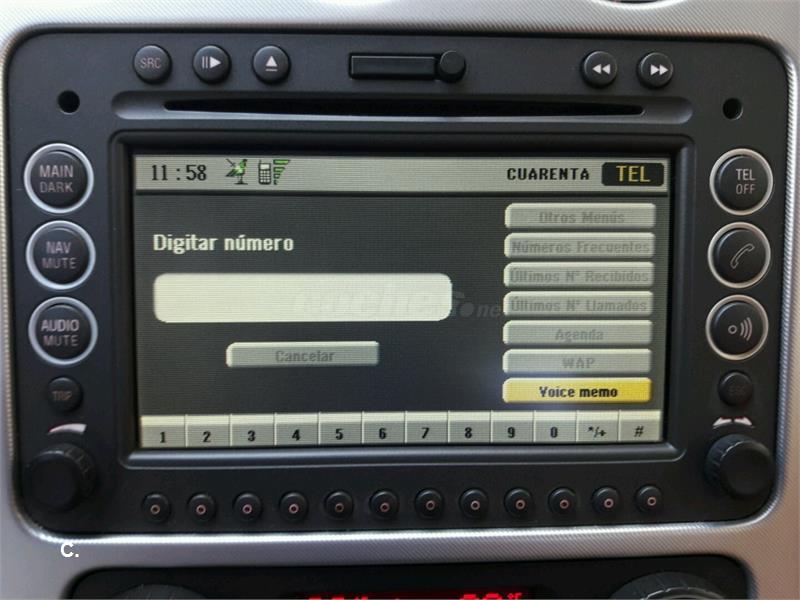 SRC
MAIN
DARK
NAV
MUTE
AUDIO
MUTE
TRIP
11:58
CUARENTA TEL
Digitar número
Cancelar
Otros Menús
Números Frecuentes
Últimos Nº Recibidos
Últimos Nº Llamados
Agenda
WAP
Voice memo
1 2 3 4 5 6 7 8 9 0 */+ #
TEL
OFF
ESC
coches.net
C.